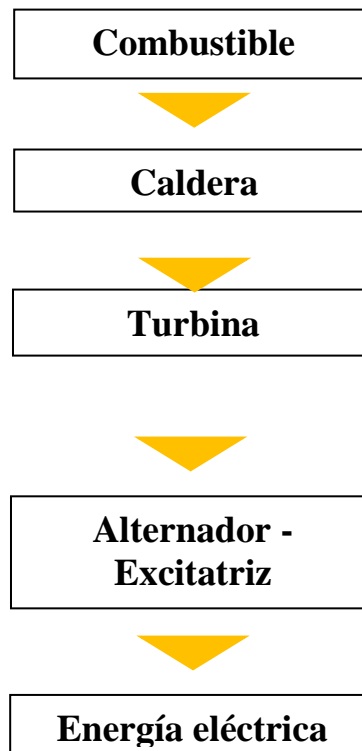 Combustible
Caldera
Turbina
Alternador -
Excitatriz
Energía eléctrica